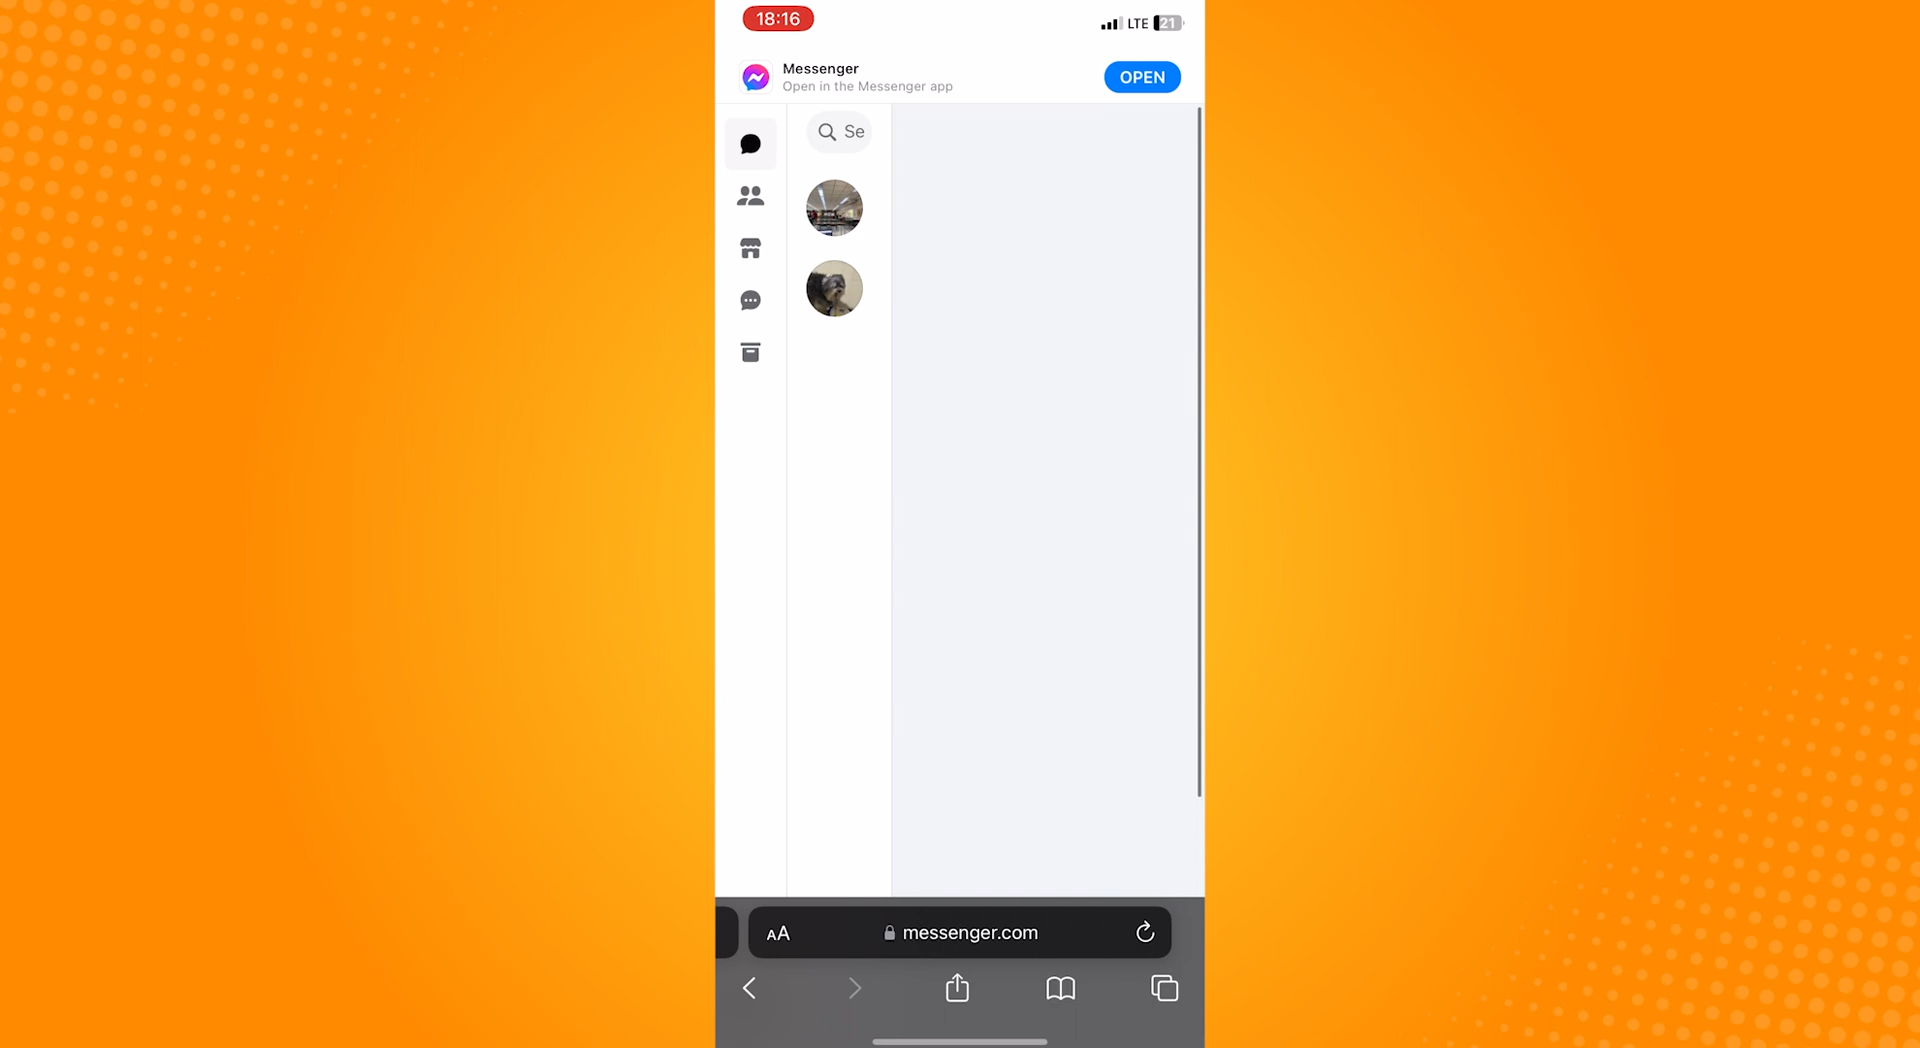 18:16
LTE 21
Messenger
Open in the Messenger app
OPEN
Se
AA
messenger.com